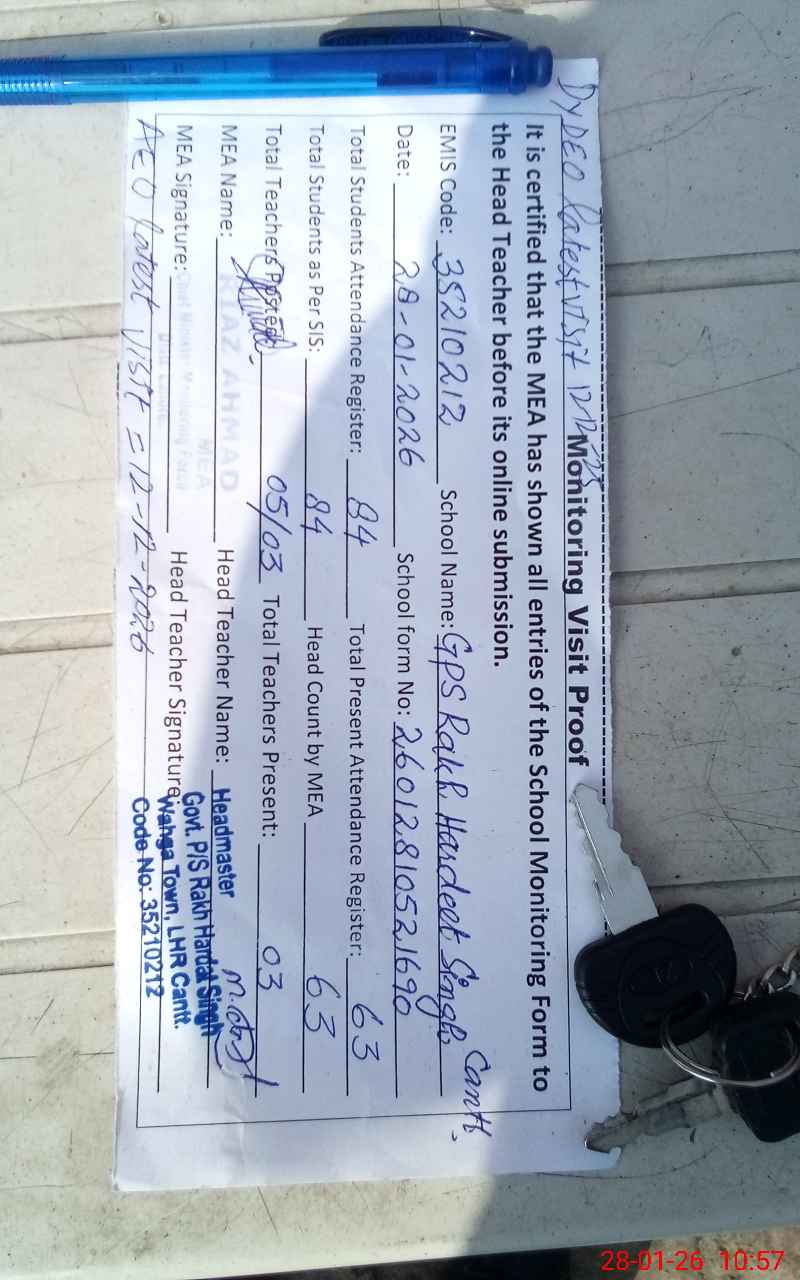 DyDEO latest visit 12-12-25
Monitoring Visit Proof
It is certified that the MEA has shown all entries of the School Monitoring Form to
the Head Teacher before its online submission.
EMIS Code: 35210212 School Name: GPS Rakh Hardeet Singh Cantt.
Date: 28-01-2026 School form No: 26012810521690
Total Students Attendance Register: 84 Total Present Attendance Register: 63
Total Students as Per SIS: 84 Head Count by MEA 63
Total Teachers Posted: 05/03 Total Teachers Present: 03
MEA Name: RIAZ AHMAD Head Teacher Name: Headmaster
MEA
Govt. P/S Rakh Hardat Singh
MEA Signature: Chief Minister Monitoring Force Head Teacher Signature: Wahga Town, LHR Cantt.
Code No: 35210212
AEO latest visit = 12-12-2026
28-01-26 10:57